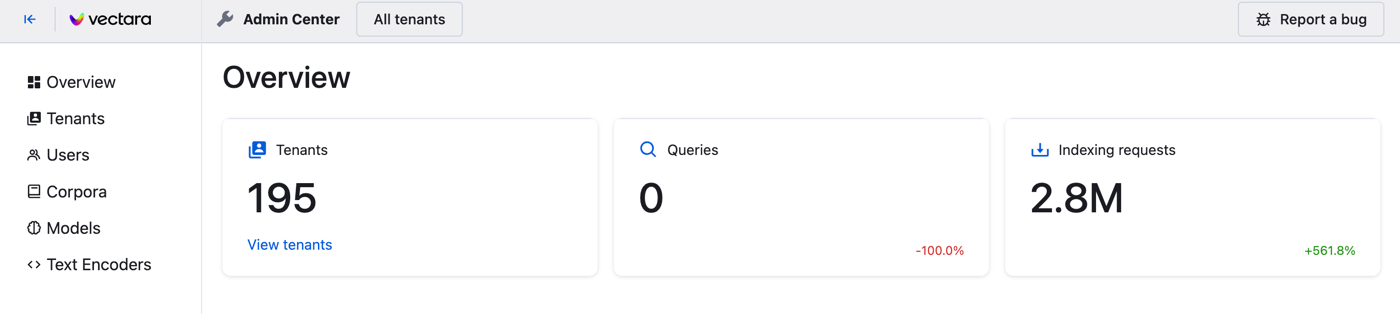 vectara
Admin Center
All tenants
Report a bug
Overview
Tenants
Users
Corpora
Models
Text Encoders
Overview
Tenants
195
View tenants
Queries
0
-100.0%
Indexing requests
2.8M
+561.8%